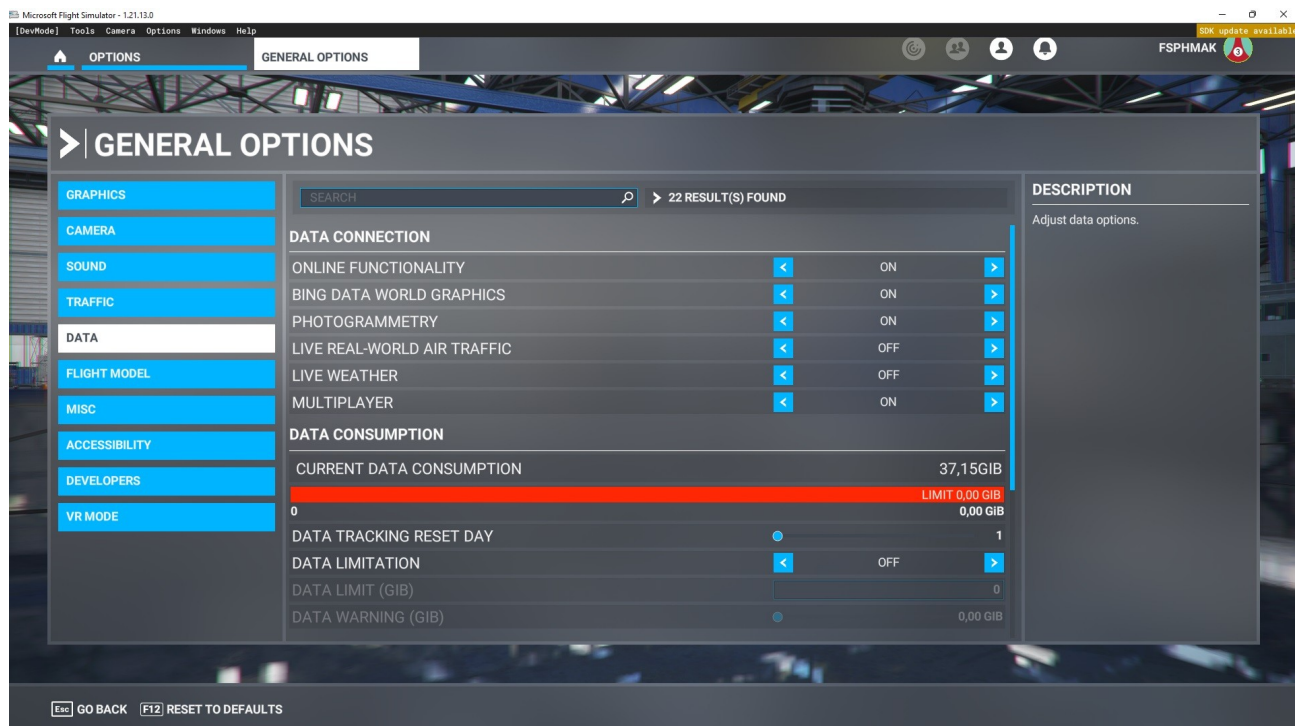 Microsoft Flight Simulator - 1.21.13.0
[DevMode] Tools Camera Options Windows Help
SDK update available
OPTIONS
GENERAL OPTIONS
FSPHMAK
3
GENERAL OPTIONS
GRAPHICS
CAMERA
SOUND
TRAFFIC
DATA
FLIGHT MODEL
MISC
ACCESSIBILITY
DEVELOPERS
VR MODE
SEARCH
22 RESULT(S) FOUND
DATA CONNECTION
ONLINE FUNCTIONALITY ON
BING DATA WORLD GRAPHICS ON
PHOTOGRAMMETRY ON
LIVE REAL-WORLD AIR TRAFFIC OFF
LIVE WEATHER OFF
MULTIPLAYER ON
DATA CONSUMPTION
CURRENT DATA CONSUMPTION 37,15GIB
LIMIT 0,00 GIB
0 0,00 GiB
DATA TRACKING RESET DAY 1
DATA LIMITATION OFF
DATA LIMIT (GIB) 0
DATA WARNING (GIB) 0,00 GIB
DESCRIPTION
Adjust data options.
Esc GO BACK F12 RESET TO DEFAULTS